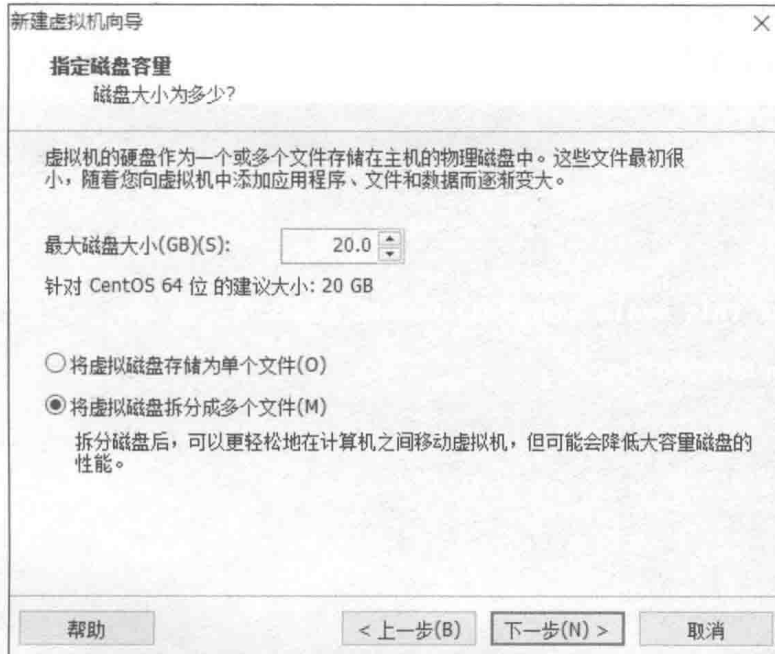 新建虚拟机向导
指定磁盘容量
磁盘大小为多少?
虚拟机的硬盘作为一个或多个文件存储在主机的物理磁盘中。这些文件最初很
小，随着您向虚拟机中添加应用程序、文件和数据而逐渐变大。
最大磁盘大小(GB)(S): 20.0
针对 CentOS 64 位 的建议大小: 20 GB
将虚拟磁盘存储为单个文件(O)
将虚拟磁盘拆分成多个文件(M)
拆分磁盘后，可以更轻松地在计算机之间移动虚拟机，但可能会降低大容量磁盘的
性能。
帮助 < 上一步(B) 下一步(N) > 取消